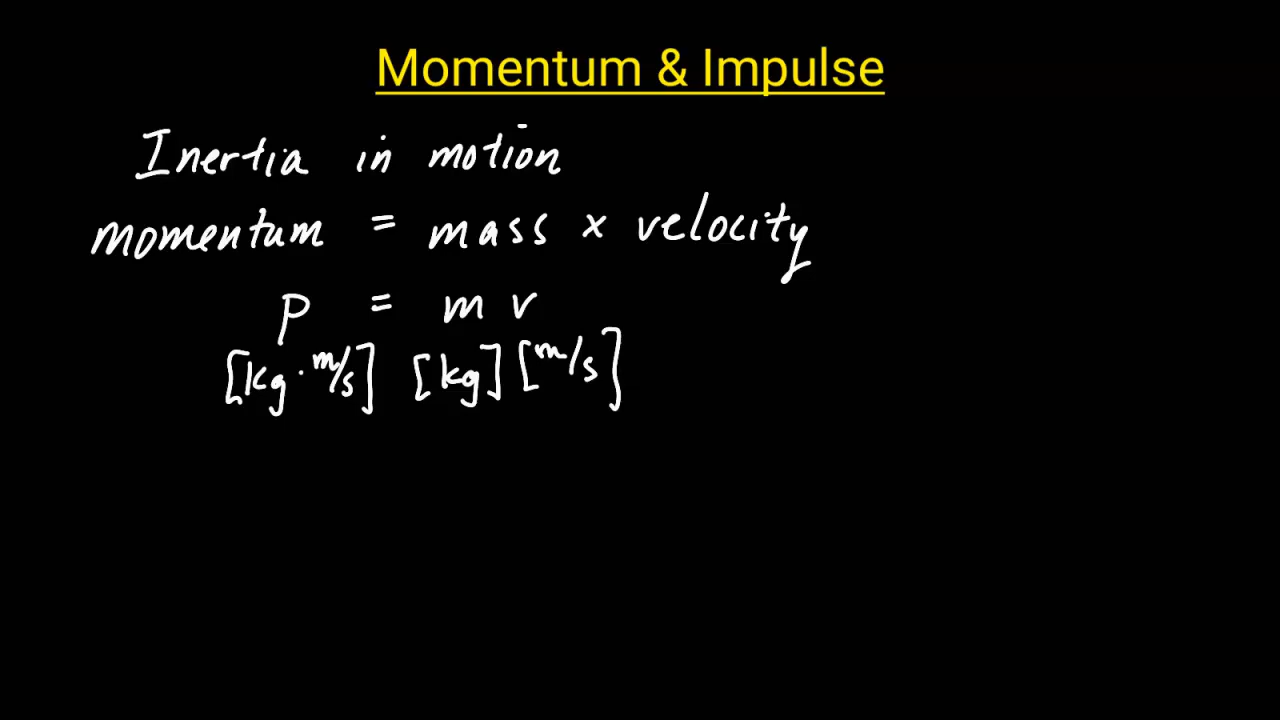 Momentum & Impulse
Inertia in motion
momentum = mass x velocity
p = m v
[kg · m/s] [kg] [m/s]